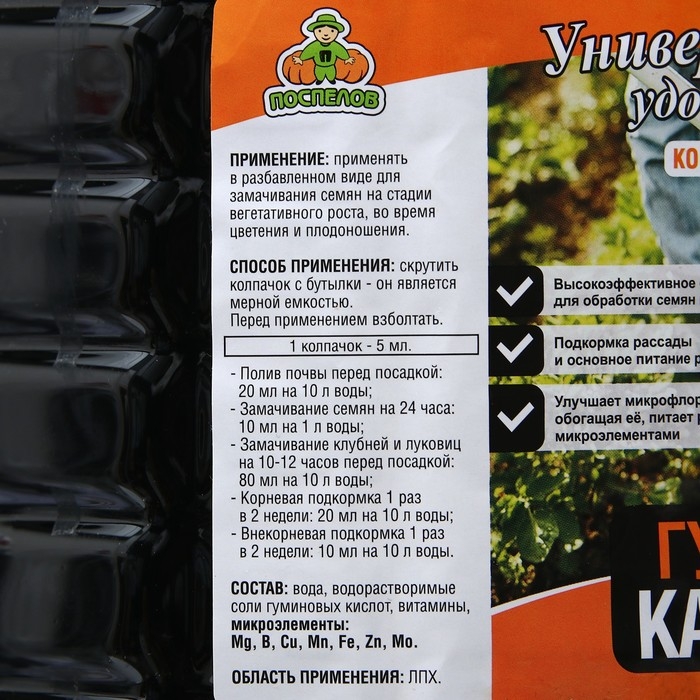 ПОСПЕЛОВ
ПРИМЕНЕНИЕ: применять
в разбавленном виде для
замачивания семян на стадии
вегетативного роста, во время
цветения и плодоношения.
СПОСОБ ПРИМЕНЕНИЯ: скрутить
колпачок с бутылки - он является
мерной емкостью.
Перед применением взболтать.
1 колпачок - 5 мл.
- Полив почвы перед посадкой:
20 мл на 10 л воды;
- Замачивание семян на 24 часа:
10 мл на 1 л воды;
- Замачивание клубней и луковиц
на 10-12 часов перед посадкой:
80 мл на 10 л воды;
- Корневая подкормка 1 раз
в 2 недели: 20 мл на 10 л воды;
- Внекорневая подкормка 1 раз
в 2 недели: 10 мл на 10 л воды.
СОСТАВ: вода, водорастворимые
соли гуминовых кислот, витамины,
микроэлементы:
Mg, B, Cu, Mn, Fe, Zn, Mo.
ОБЛАСТЬ ПРИМЕНЕНИЯ: ЛПХ.
Универ
удо
КО
Высокоэффективное
для обработки семян
Подкормка рассады
и основное питание р
Улучшает микрофлор
обогащая её, питает
микроэлементами
ГУ
КА